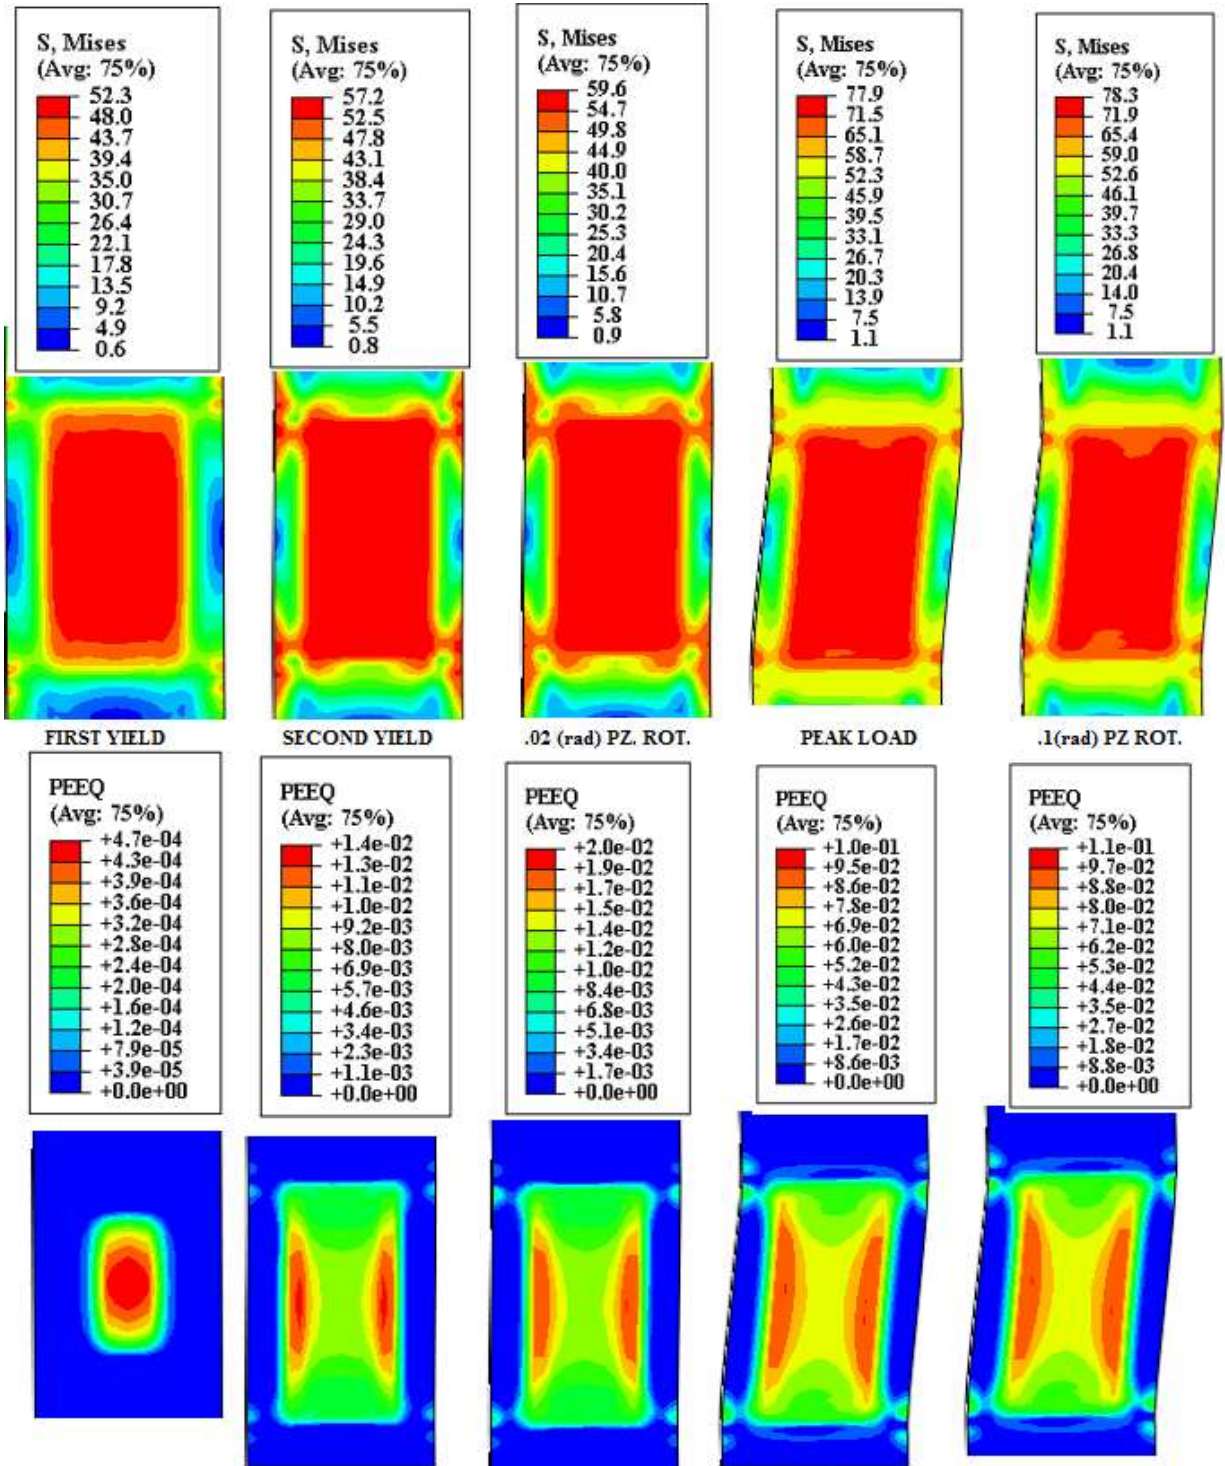 S, Mises
(Avg: 75%)
52.3
48.0
43.7
39.4
35.0
30.7
26.4
22.1
17.8
13.5
9.2
4.9
0.6
S, Mises
(Avg: 75%)
57.2
52.5
47.8
43.1
38.4
33.7
29.0
24.3
19.6
14.9
10.2
5.5
0.8
S, Mises
(Avg: 75%)
59.6
54.7
49.8
44.9
40.0
35.1
30.2
25.3
20.4
15.6
10.7
5.8
0.9
S, Mises
(Avg: 75%)
77.9
71.5
65.1
58.7
52.3
45.9
39.5
33.1
26.7
20.3
13.9
7.5
1.1
S, Mises
(Avg: 75%)
78.3
71.9
65.4
59.0
52.6
46.1
39.7
33.3
26.8
20.4
14.0
7.5
1.1
FIRST YIELD
SECOND YIELD
.02 (rad) PZ. ROT.
PEAK LOAD
.1(rad) PZ ROT.
PEEQ
(Avg: 75%)
+4.7e-04
+4.3e-04
+3.9e-04
+3.6e-04
+3.2e-04
+2.8e-04
+2.4e-04
+2.0e-04
+1.6e-04
+1.2e-04
+7.9e-05
+3.9e-05
+0.0e+00
PEEQ
(Avg: 75%)
+1.4e-02
+1.3e-02
+1.1e-02
+1.0e-02
+9.2e-03
+8.0e-03
+6.9e-03
+5.7e-03
+4.6e-03
+3.4e-03
+2.3e-03
+1.1e-03
+0.0e+00
PEEQ
(Avg: 75%)
+2.0e-02
+1.9e-02
+1.7e-02
+1.5e-02
+1.4e-02
+1.2e-02
+1.0e-02
+8.4e-03
+6.8e-03
+5.1e-03
+3.4e-03
+1.7e-03
+0.0e+00
PEEQ
(Avg: 75%)
+1.0e-01
+9.5e-02
+8.6e-02
+7.8e-02
+6.9e-02
+6.0e-02
+5.2e-02
+4.3e-02
+3.5e-02
+2.6e-02
+1.7e-02
+8.6e-03
+0.0e+00
PEEQ
(Avg: 75%)
+1.1e-01
+9.7e-02
+8.8e-02
+8.0e-02
+7.1e-02
+6.2e-02
+5.3e-02
+4.4e-02
+3.5e-02
+2.7e-02
+1.8e-02
+8.8e-03
+0.0e+00